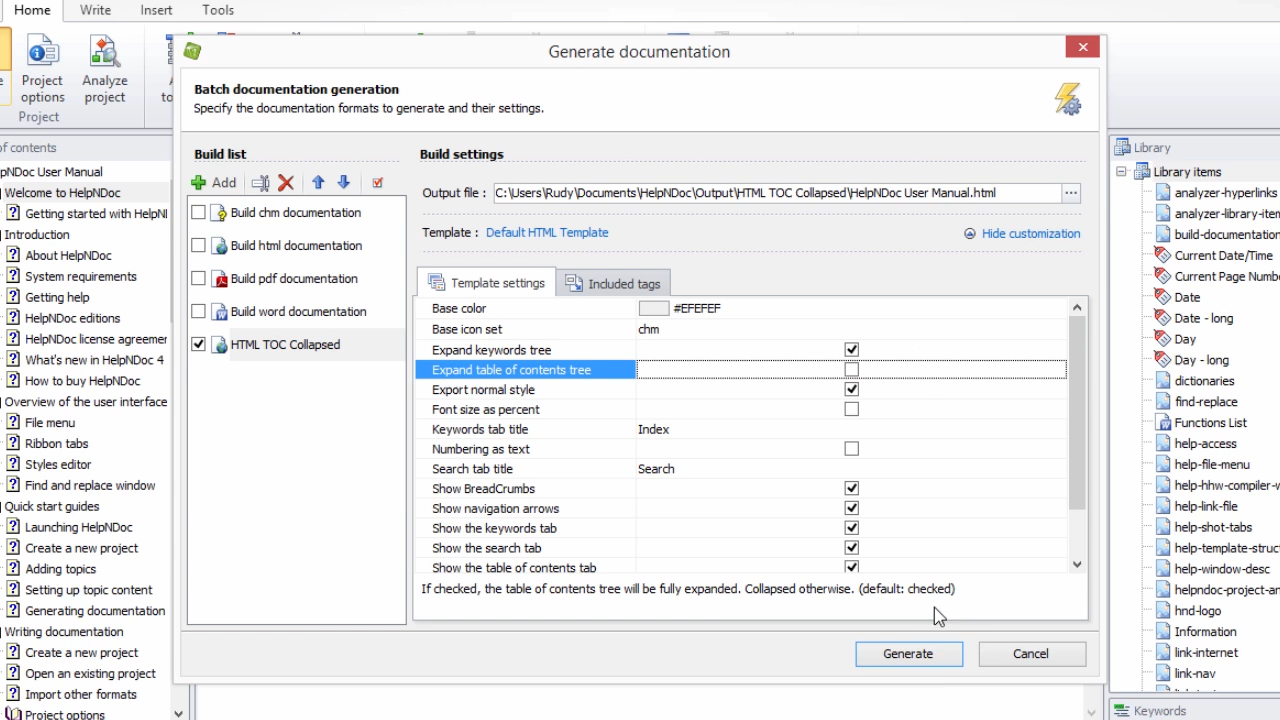 Home Write Insert Tools
Project options
Analyze project
Project
Generate documentation
Batch documentation generation
Specify the documentation formats to generate and their settings.
Build list
Add
Build chm documentation
Build html documentation
Build pdf documentation
Build word documentation
HTML TOC Collapsed
Build settings
Output file : C:\Users\Rudy\Documents\HelpNDoc\Output\HTML TOC Collapsed\HelpNDoc User Manual.html
Template : Default HTML Template
Hide customization
Template settings Included tags
Base color #EFEFEF
Base icon set chm
Expand keywords tree
Expand table of contents tree
Export normal style
Font size as percent
Keywords tab title Index
Numbering as text
Search tab title Search
Show BreadCrumbs
Show navigation arrows
Show the keywords tab
Show the search tab
Show the table of contents tab
If checked, the table of contents tree will be fully expanded. Collapsed otherwise. (default: checked)
Generate Cancel
of contents
User Manual
Welcome to HelpNDoc
Getting started with
Introduction
About HelpNDoc
System requirements
Getting help
HelpNDoc editions
HelpNDoc license
What's new in HelpNDoc 4
How to buy HelpNDoc
Overview of the user interface
File menu
Ribbon tabs
Styles editor
Find and replace window
Quick start guides
Launching HelpNDoc
Create a new project
Adding topics
Setting up topic content
Generating documentation
Writing documentation
Create a new project
Open an existing project
Import other formats
Project options
Library
Library items
analyzer-hyperlinks
build-documentation
Current Date/Time
Current Page
Date
Date - long
Day
Day - long
dictionaries
find-replace
Functions List
help-access
help-file-menu
help-link-file
help-shot-tabs
help-window-desc
hnd-logo
Information
link-internet
link-nav
Keywords